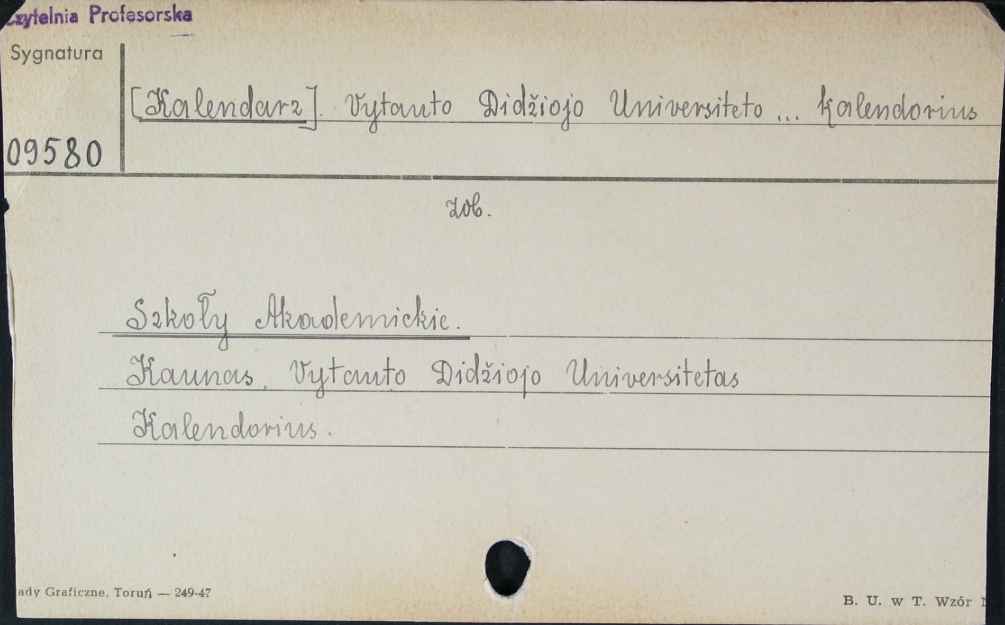 Czytelnia Profesorska
Sygnatura
[Kalendarz]. Vytauto Didžiojo Universiteto ... kalendorius
09580
zob.
Szkoły Akademickie.
Kaunas, Vytauto Didžiojo Universitetas
Kalendorius.
ady Graficzne, Toruń — 249-47
B. U. w T. Wzór